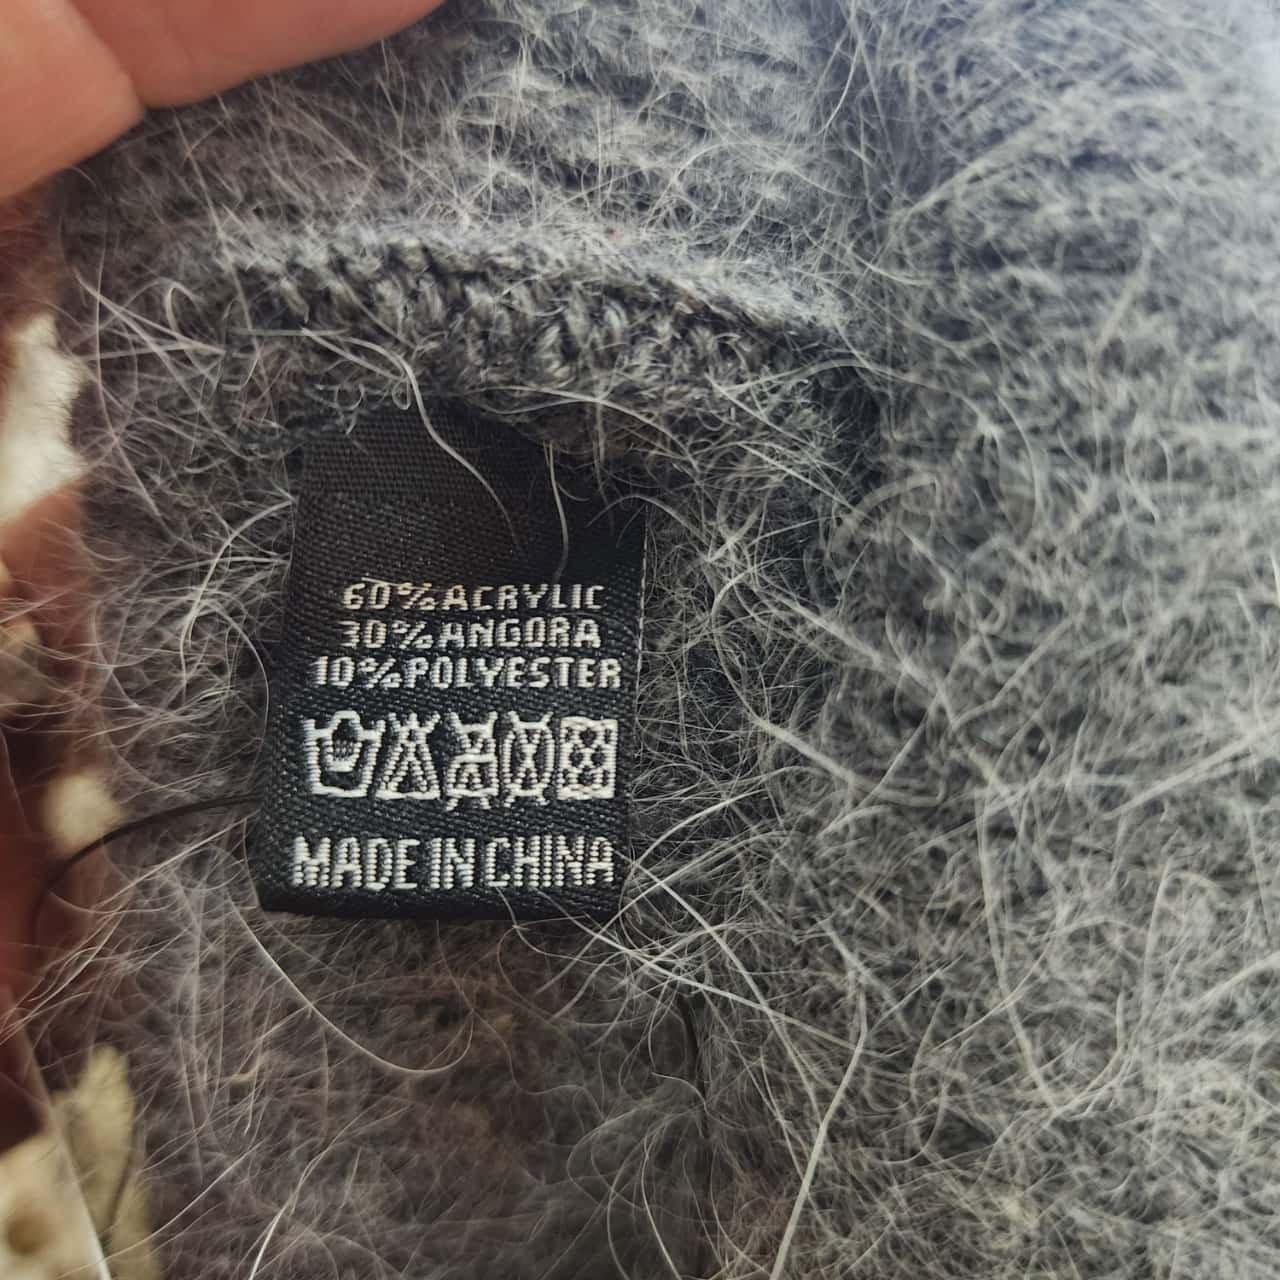 60%ACRYLIC
30%ANGORA
10%POLYESTER
MADE IN CHINA